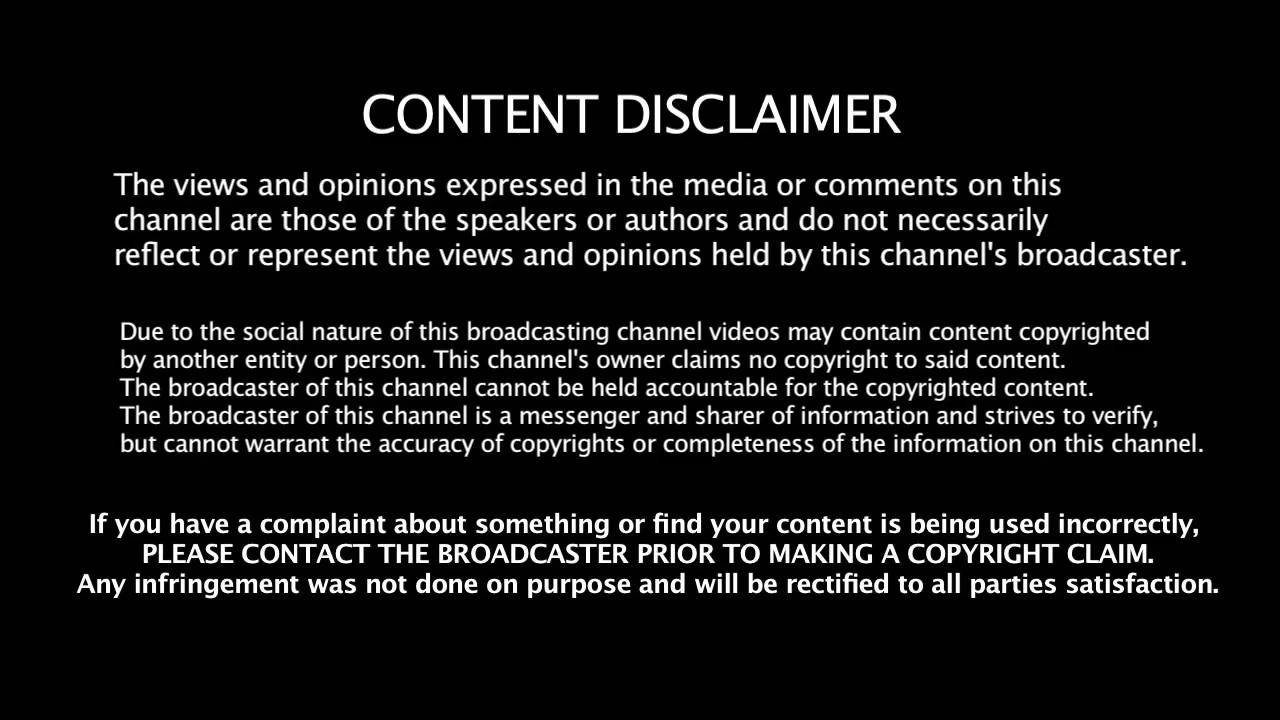 CONTENT DISCLAIMER
The views and opinions expressed in the media or comments on this
channel are those of the speakers or authors and do not necessarily
reflect or represent the views and opinions held by this channel's broadcaster.
Due to the social nature of this broadcasting channel videos may contain content copyrighted
by another entity or person. This channel's owner claims no copyright to said content.
The broadcaster of this channel cannot be held accountable for the copyrighted content.
The broadcaster of this channel is a messenger and sharer of information and strives to verify,
but cannot warrant the accuracy of copyrights or completeness of the information on this channel.
If you have a complaint about something or find your content is being used incorrectly,
PLEASE CONTACT THE BROADCASTER PRIOR TO MAKING A COPYRIGHT CLAIM.
Any infringement was not done on purpose and will be rectified to all parties satisfaction.